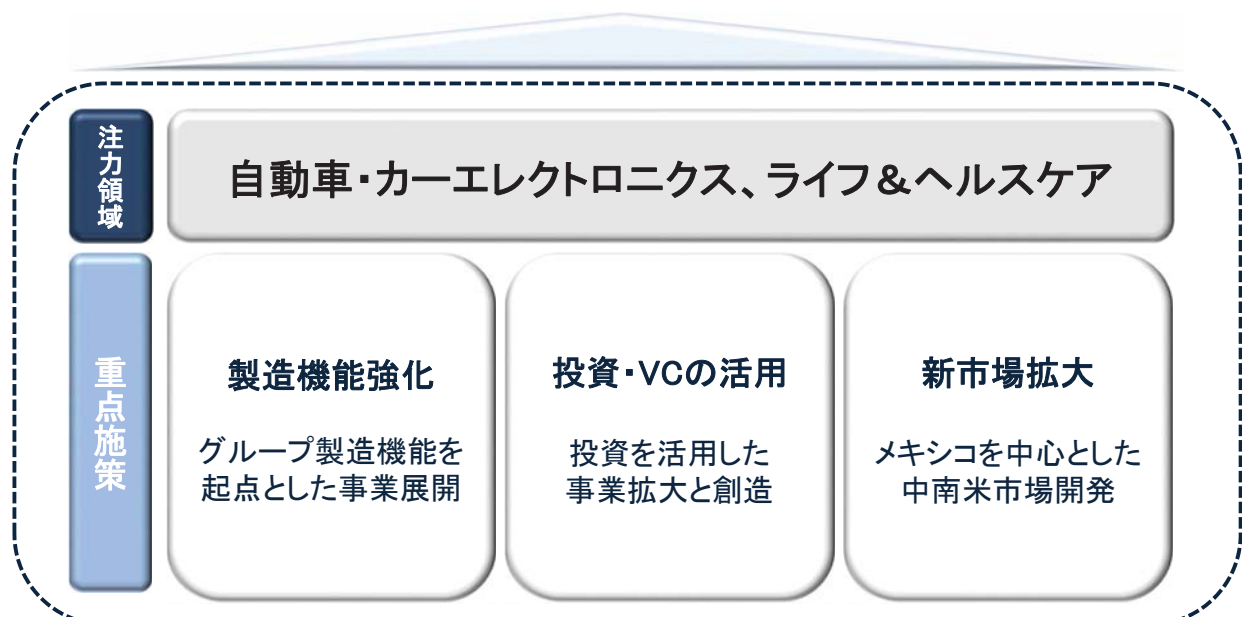 注力領域
自動車・カーエレクトロニクス、ライフ＆ヘルスケア
重点施策
製造機能強化
グループ製造機能を
起点とした事業展開
投資・VCの活用
投資を活用した
事業拡大と創造
新市場拡大
メキシコを中心とした
中南米市場開発